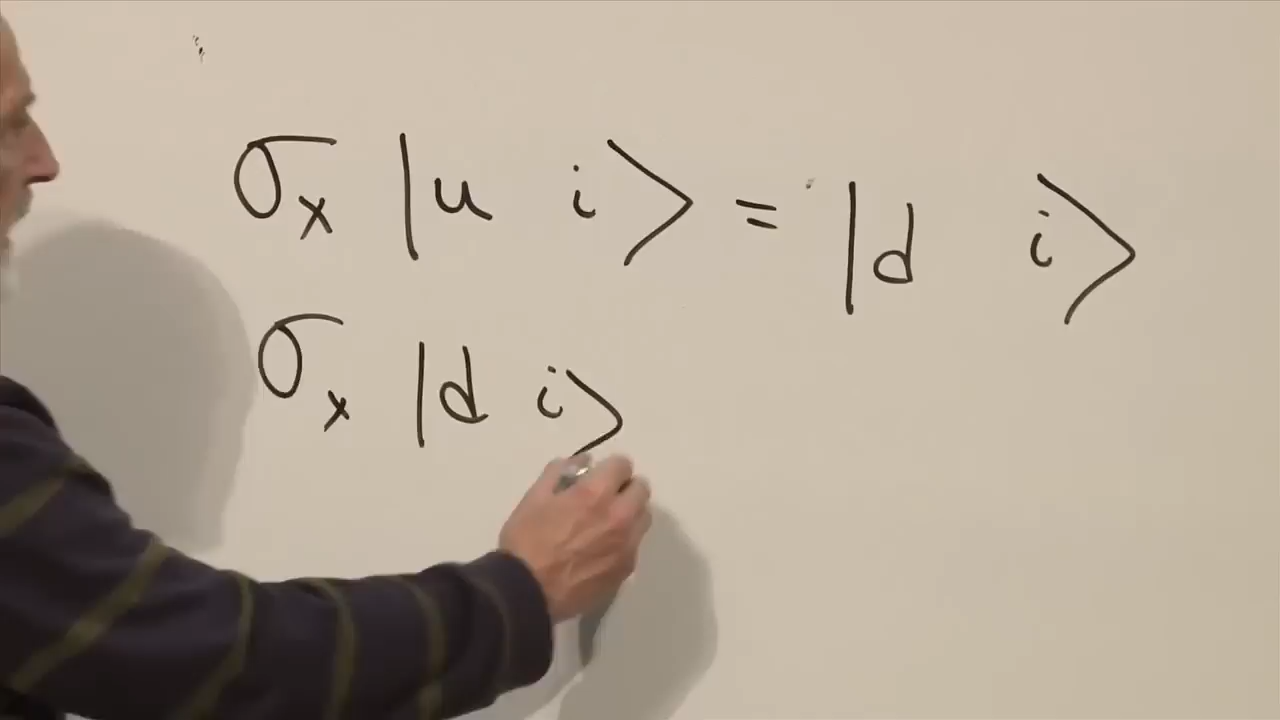 σx |u i> = |d i>
σx |d i>